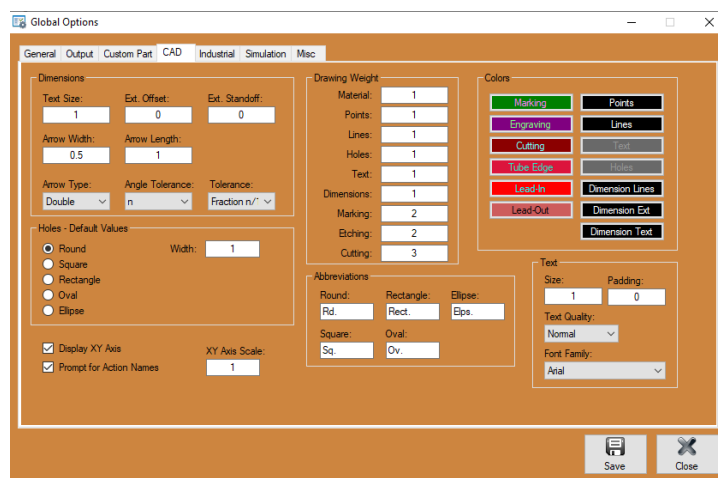 Global Options
General Output Custom Part CAD Industrial Simulation Misc
Dimensions
Text Size: Ext. Offset: Ext. Standoff:
1 0 0
Arrow Width: Arrow Length:
0.5 1
Arrow Type: Angle Tolerance: Tolerance:
Double n Fraction n/
Holes - Default Values
Round Width: 1
Square
Rectangle
Oval
Ellipse
Display XY Axis XY Axis Scale:
Prompt for Action Names 1
Drawing Weight
Material: 1
Points: 1
Lines: 1
Holes: 1
Text: 1
Dimensions: 1
Marking: 2
Etching: 2
Cutting: 3
Abbreviations
Round: Rectangle: Ellipse:
Rd. Rect. Elps.
Square: Oval:
Sq. Ov.
Colors
Marking Points
Engraving Lines
Cutting Text
Tube Edge Holes
Lead-In Dimension Lines
Lead-Out Dimension Ext
Dimension Text
Text
Size: Padding:
1 0
Text Quality:
Normal
Font Family:
Arial
Save Close